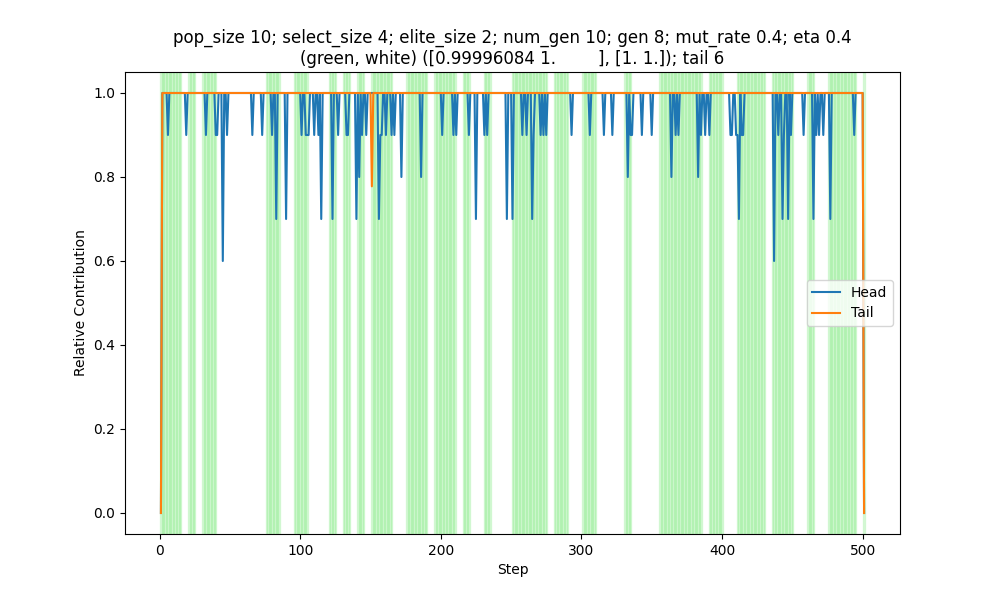 pop_size 10; select_size 4; elite_size 2; num_gen 10; gen 8; mut_rate 0.4; eta 0.4
(green, white) ([0.99996084 1.        ], [1. 1.]); tail 6
1.0
0.8
0.6
0.4
0.2
0.0
Relative Contribution
Head
Tail
0 100 200 300 400 500
Step